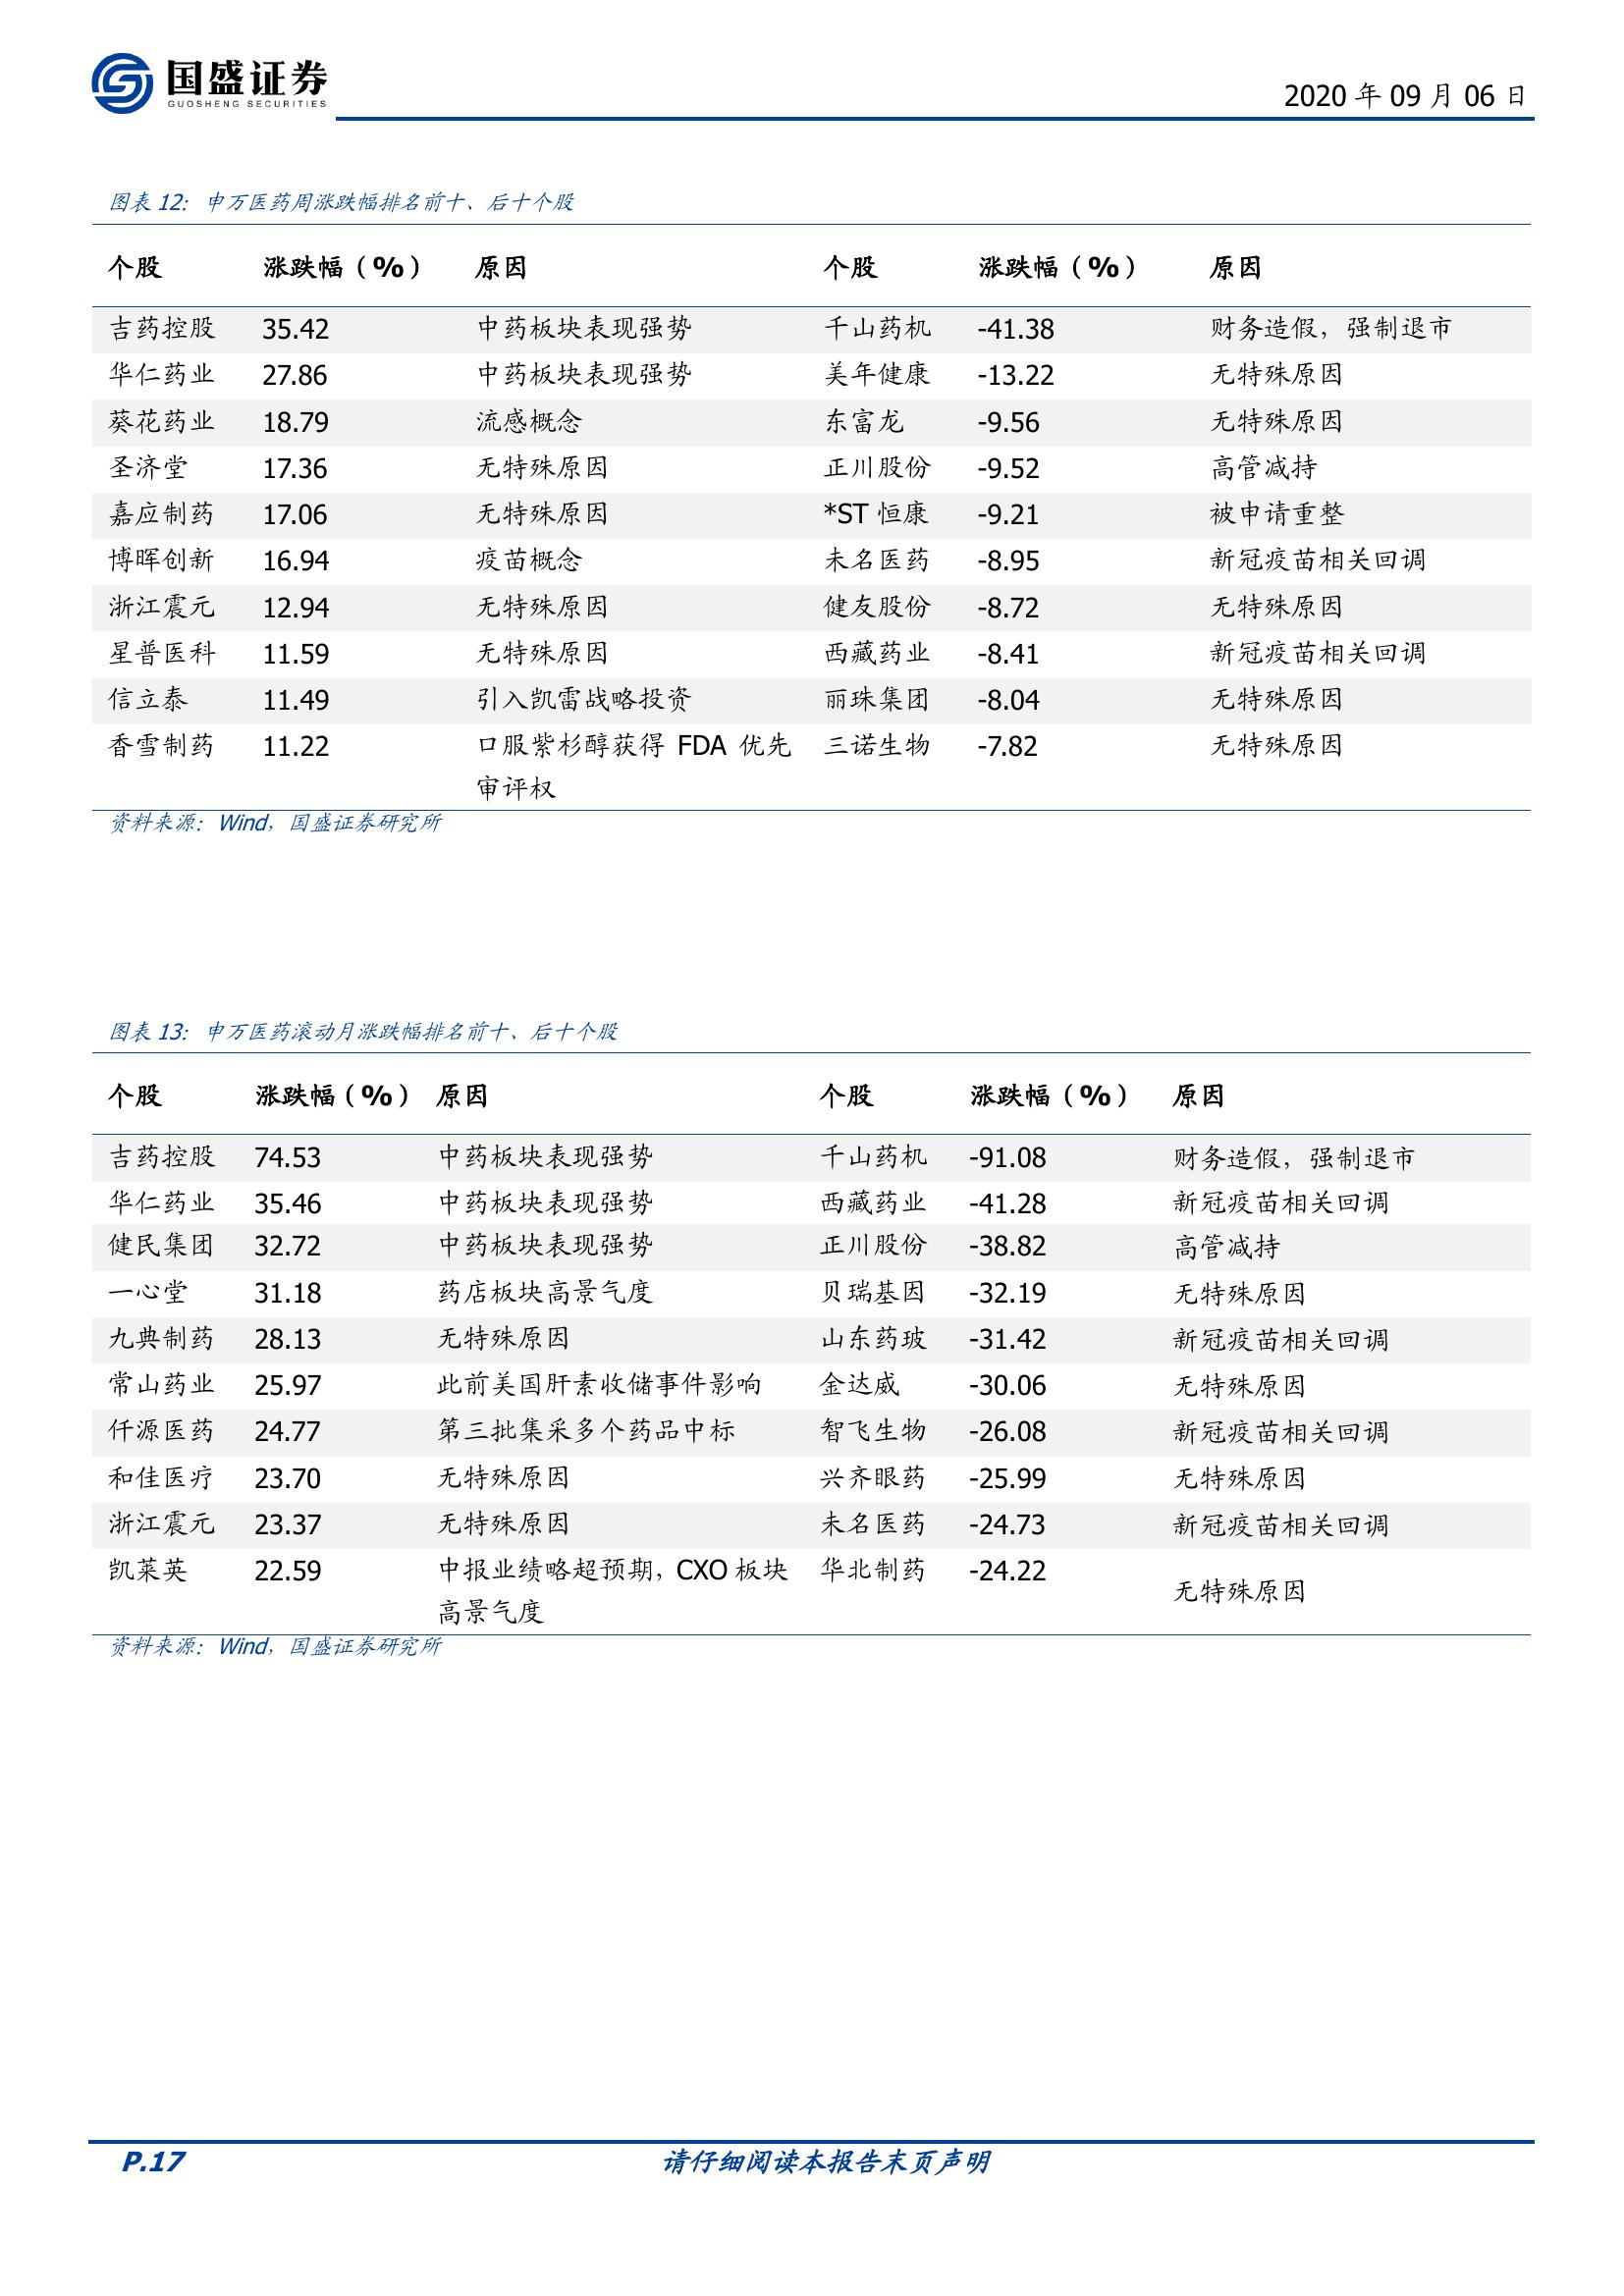 国盛证券
GUOSHENG SECURITIES
2020 年 09 月 06 日
图表 12: 申万医药周涨跌幅排名前十、后十个股
个股 涨跌幅（%） 原因 个股 涨跌幅（%） 原因
吉药控股 35.42 中药板块表现强势 千山药机 -41.38 财务造假，强制退市
华仁药业 27.86 中药板块表现强势 美年健康 -13.22 无特殊原因
葵花药业 18.79 流感概念 东富龙 -9.56 无特殊原因
圣济堂 17.36 无特殊原因 正川股份 -9.52 高管减持
嘉应制药 17.06 无特殊原因 *ST 恒康 -9.21 被申请重整
博晖创新 16.94 疫苗概念 未名医药 -8.95 新冠疫苗相关回调
浙江震元 12.94 无特殊原因 健友股份 -8.72 无特殊原因
星普医科 11.59 无特殊原因 西藏药业 -8.41 新冠疫苗相关回调
信立泰 11.49 引入凯雷战略投资 丽珠集团 -8.04 无特殊原因
香雪制药 11.22 口服紫杉醇获得 FDA 优先 三诺生物 -7.82 无特殊原因
审评权
资料来源：Wind，国盛证券研究所
图表 13: 申万医药滚动月涨跌幅排名前十、后十个股
个股 涨跌幅（%） 原因 个股 涨跌幅（%） 原因
吉药控股 74.53 中药板块表现强势 千山药机 -91.08 财务造假，强制退市
华仁药业 35.46 中药板块表现强势 西藏药业 -41.28 新冠疫苗相关回调
健民集团 32.72 中药板块表现强势 正川股份 -38.82 高管减持
一心堂 31.18 药店板块高景气度 贝瑞基因 -32.19 无特殊原因
九典制药 28.13 无特殊原因 山东药玻 -31.42 新冠疫苗相关回调
常山药业 25.97 此前美国肝素收储事件影响 金达威 -30.06 无特殊原因
仟源医药 24.77 第三批集采多个药品中标 智飞生物 -26.08 新冠疫苗相关回调
和佳医疗 23.70 无特殊原因 兴齐眼药 -25.99 无特殊原因
浙江震元 23.37 无特殊原因 未名医药 -24.73 新冠疫苗相关回调
凯莱英 22.59 中报业绩略超预期，CXO 板块 华北制药 -24.22 无特殊原因
高景气度
资料来源：Wind，国盛证券研究所
P.17 请仔细阅读本报告末页声明